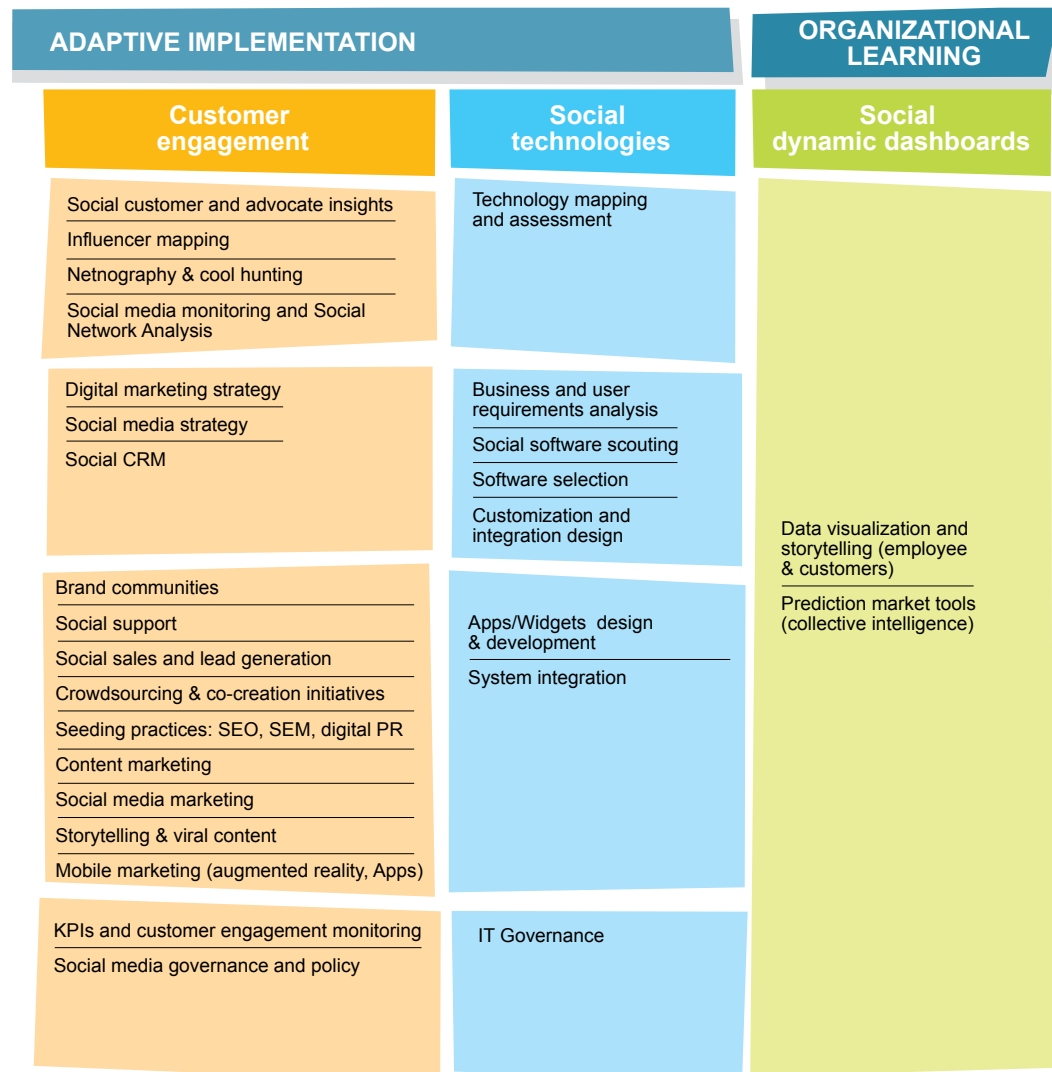 ADAPTIVE IMPLEMENTATION
ORGANIZATIONAL
LEARNING
Customer
engagement
Social
technologies
Social
dynamic dashboards
Social customer and advocate insights
Influencer mapping
Netnography & cool hunting
Social media monitoring and Social
Network Analysis
Technology mapping
and assessment
Digital marketing strategy
Social media strategy
Social CRM
Business and user
requirements analysis
Social software scouting
Software selection
Customization and
integration design
Data visualization and
storytelling (employee
& customers)
Prediction market tools
(collective intelligence)
Brand communities
Social support
Social sales and lead generation
Crowdsourcing & co-creation initiatives
Seeding practices: SEO, SEM, digital PR
Content marketing
Social media marketing
Storytelling & viral content
Mobile marketing (augmented reality, Apps)
Apps/Widgets design
& development
System integration
KPIs and customer engagement monitoring
Social media governance and policy
IT Governance